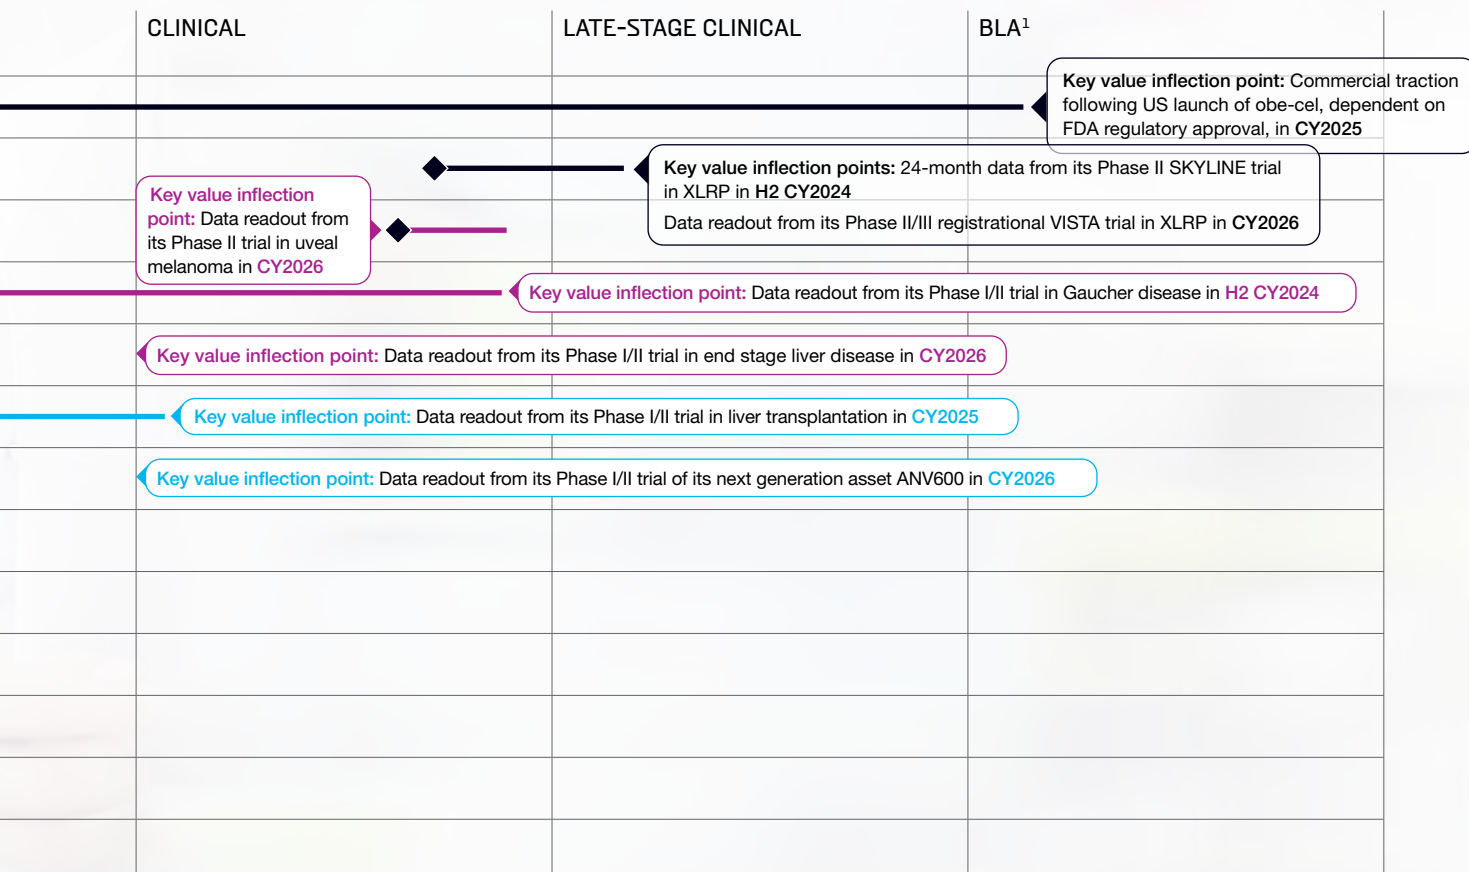 CLINICAL
LATE-STAGE CLINICAL
BLA¹
Key value inflection point: Commercial traction
following US launch of obe-cel, dependent on
FDA regulatory approval, in CY2025
Key value inflection points: 24-month data from its Phase II SKYLINE trial
in XLRP in H2 CY2024
Data readout from its Phase II/III registrational VISTA trial in XLRP in CY2026
Key value inflection
point: Data readout from
its Phase II trial in uveal
melanoma in CY2026
Key value inflection point: Data readout from its Phase I/II trial in Gaucher disease in H2 CY2024
Key value inflection point: Data readout from its Phase I/II trial in end stage liver disease in CY2026
Key value inflection point: Data readout from its Phase I/II trial in liver transplantation in CY2025
Key value inflection point: Data readout from its Phase I/II trial of its next generation asset ANV600 in CY2026